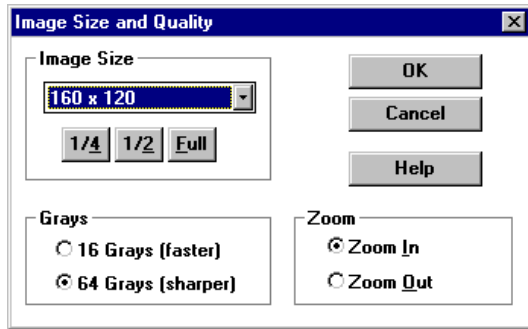 Image Size and Quality
Image Size
160 x 120
1/4 1/2 Full
OK
Cancel
Help
Grays
16 Grays (faster)
64 Grays (sharper)
Zoom
Zoom In
Zoom Out